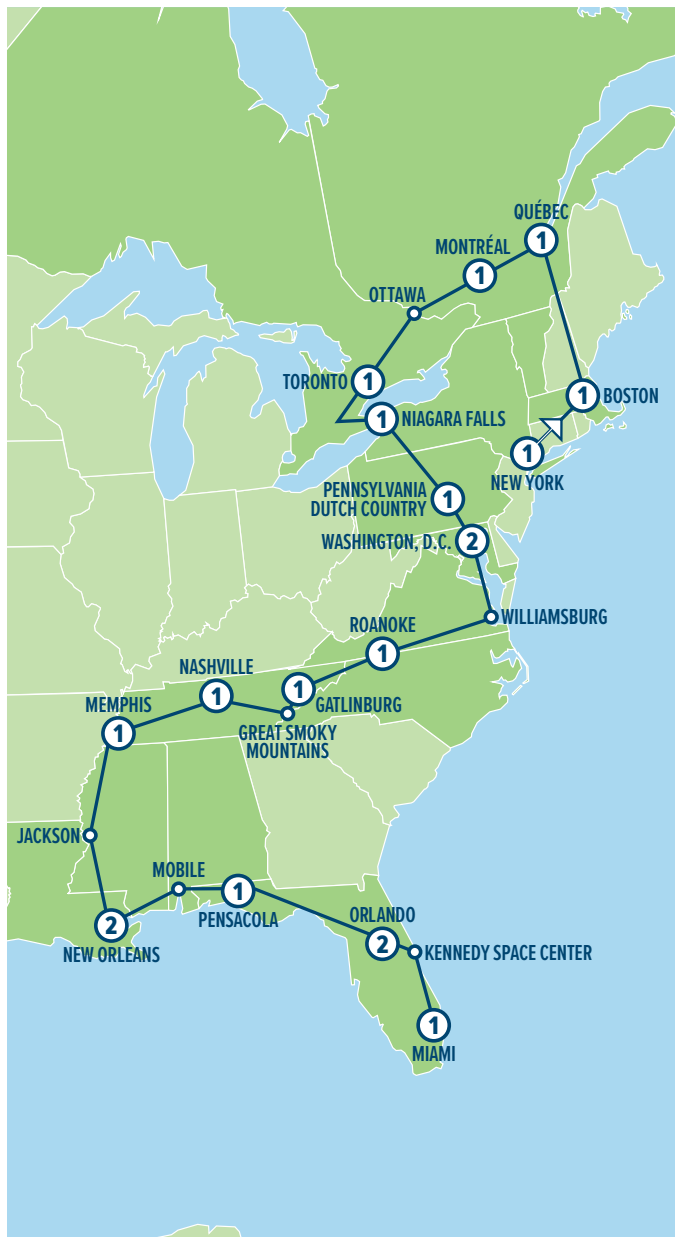 QUÉBEC
1
MONTRÉAL
1
OTTAWA
TORONTO
1
1
BOSTON
1
NIAGARA FALLS
1
NEW YORK
PENNSYLVANIA
DUTCH COUNTRY
1
WASHINGTON, D.C.
2
WILLIAMSBURG
ROANOKE
1
NASHVILLE
1
1
GATLINBURG
MEMPHIS
1
GREAT SMOKY
MOUNTAINS
JACKSON
MOBILE
1
PENSACOLA
2
NEW ORLEANS
ORLANDO
2
KENNEDY SPACE CENTER
1
MIAMI